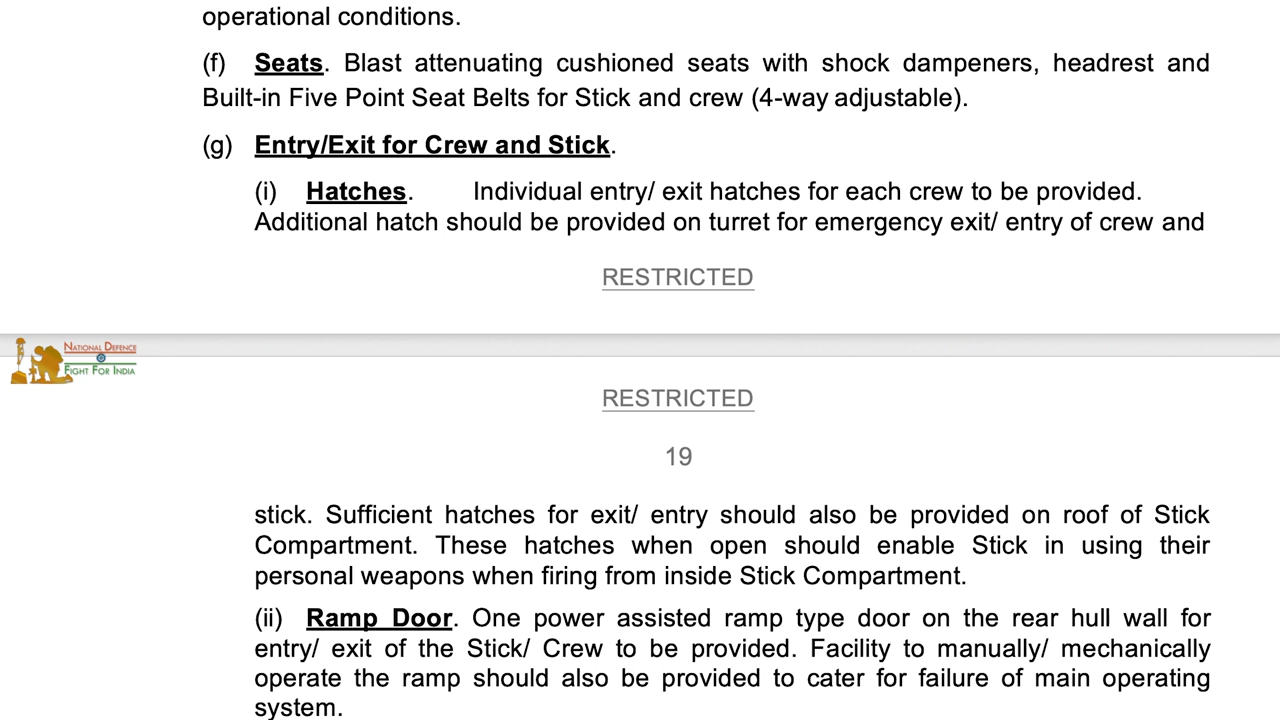 operational conditions.
(f) Seats. Blast attenuating cushioned seats with shock dampeners, headrest and
Built-in Five Point Seat Belts for Stick and crew (4-way adjustable).
(g) Entry/Exit for Crew and Stick.
(i) Hatches. Individual entry/ exit hatches for each crew to be provided.
Additional hatch should be provided on turret for emergency exit/ entry of crew and
RESTRICTED
NATIONAL DEFENCE
FIGHT FOR INDIA
RESTRICTED
19
stick. Sufficient hatches for exit/ entry should also be provided on roof of Stick
Compartment. These hatches when open should enable Stick in using their
personal weapons when firing from inside Stick Compartment.
(ii) Ramp Door. One power assisted ramp type door on the rear hull wall for
entry/ exit of the Stick/ Crew to be provided. Facility to manually/ mechanically
operate the ramp should also be provided to cater for failure of main operating
system.